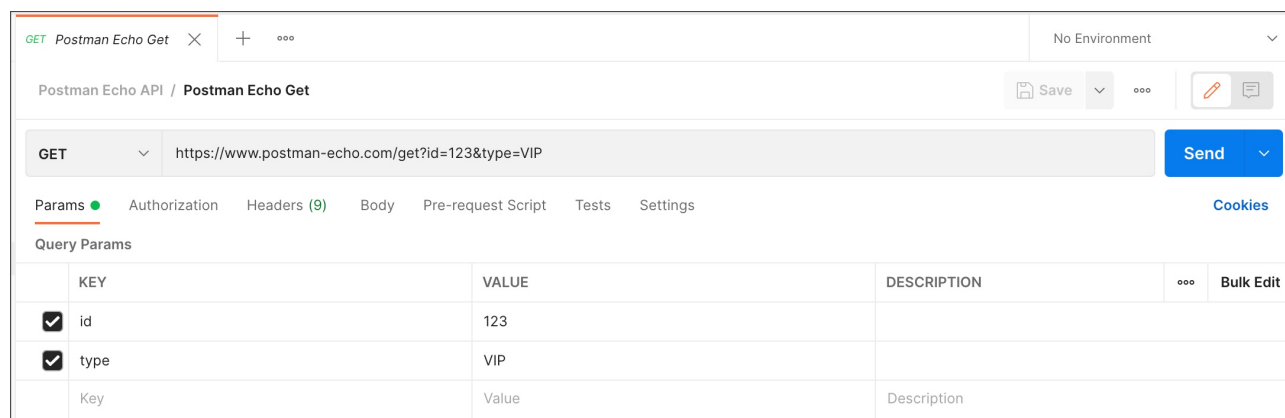 GET Postman Echo Get
No Environment
Postman Echo API / Postman Echo Get
Save
GET https://www.postman-echo.com/get?id=123&type=VIP Send
Params Authorization Headers (9) Body Pre-request Script Tests Settings Cookies
Query Params
KEY VALUE DESCRIPTION Bulk Edit
id 123
type VIP
Key Value Description